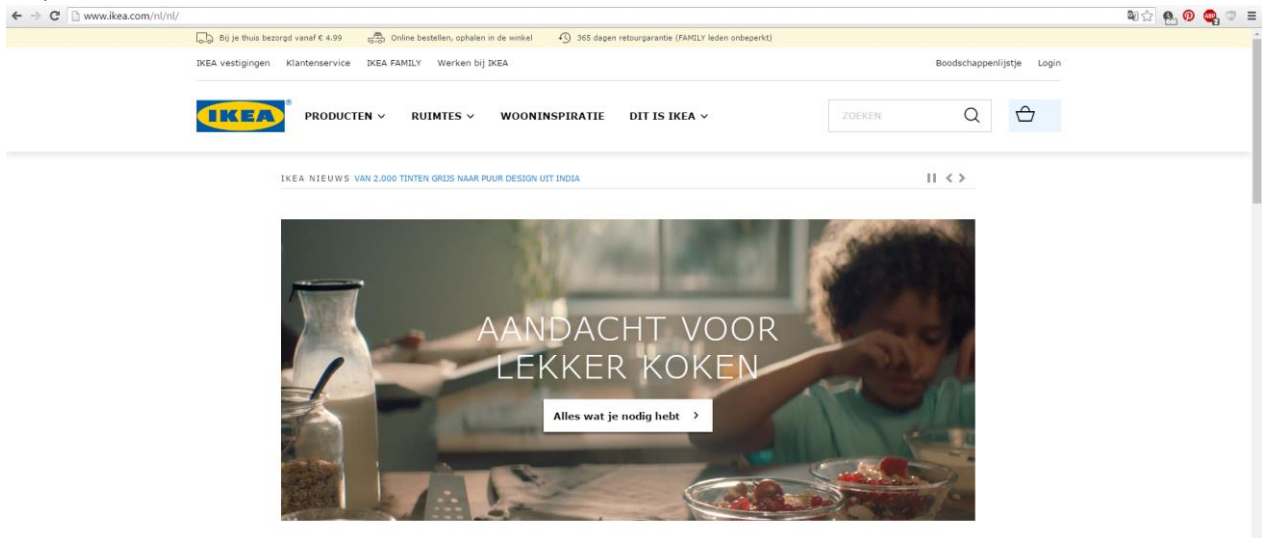 www.ikea.com/nl/nl/
Bij je thuis bezorgd vanaf € 4.99 Online bestellen, ophalen in de winkel 365 dagen retourgarantie (FAMILY leden onbeperkt)
IKEA vestigingen Klantenservice IKEA FAMILY Werken bij IKEA Boodschappenlijstje Login
IKEA ® PRODUCTEN RUIMTES WOONINSPIRATIE DIT IS IKEA ZOEKEN
IKEA NIEUWS VAN 2.000 TINTEN GRIJS NAAR PUUR DESIGN UIT INDIA
AANDACHT VOOR
LEKKER KOKEN
Alles wat je nodig hebt